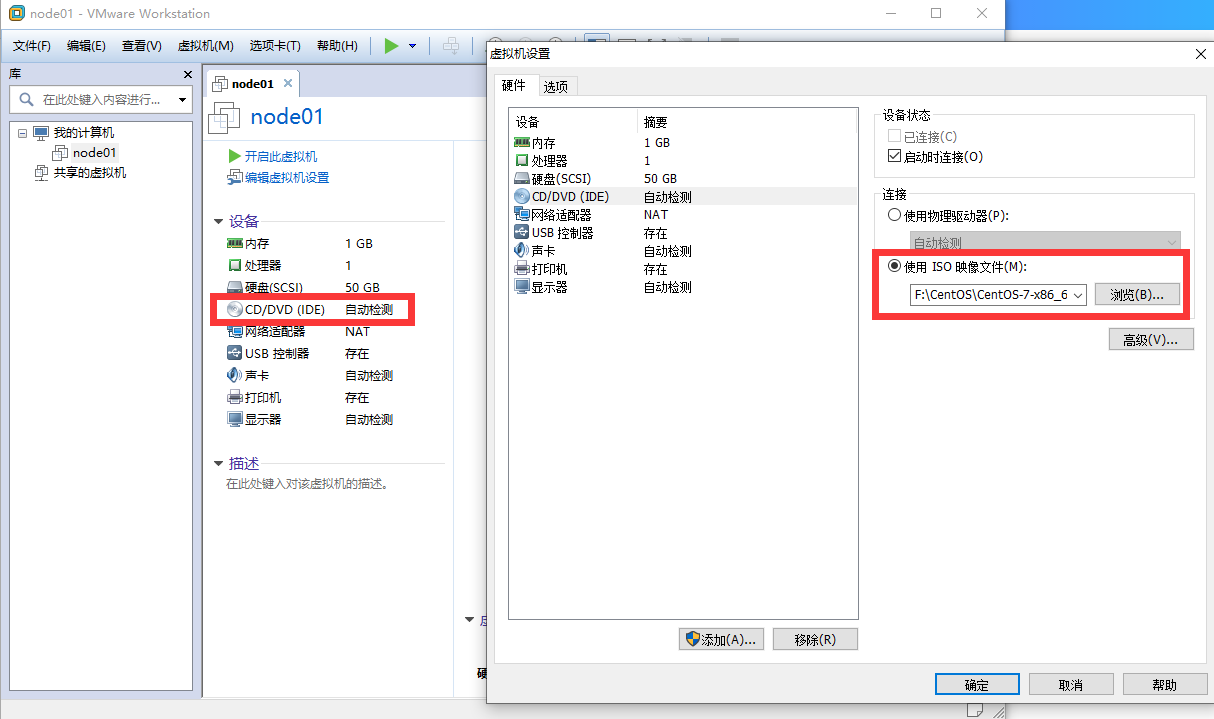 node01 - VMware Workstation
文件(F) 编辑(E) 查看(V) 虚拟机(M) 选项卡(T) 帮助(H)
库
在此处键入内容进行...
我的计算机
node01
共享的虚拟机
node01
node01
开启此虚拟机
编辑虚拟机设置
设备
内存 1 GB
处理器 1
硬盘(SCSI) 50 GB
CD/DVD (IDE) 自动检测
网络适配器 NAT
USB 控制器 存在
声卡 自动检测
打印机 存在
显示器 自动检测
描述
在此处键入对该虚拟机的描述。
硬
虚拟机设置
硬件 选项
设备 摘要
内存 1 GB
处理器 1
硬盘(SCSI) 50 GB
CD/DVD (IDE) 自动检测
网络适配器 NAT
USB 控制器 存在
声卡 自动检测
打印机 存在
显示器 自动检测
添加(A)... 移除(R)
设备状态
已连接(C)
启动时连接(O)
连接
使用物理驱动器(P):
自动检测
使用 ISO 映像文件(M):
F:\CentOS\CentOS-7-x86_6 浏览(B)...
高级(V)...
确定 取消 帮助